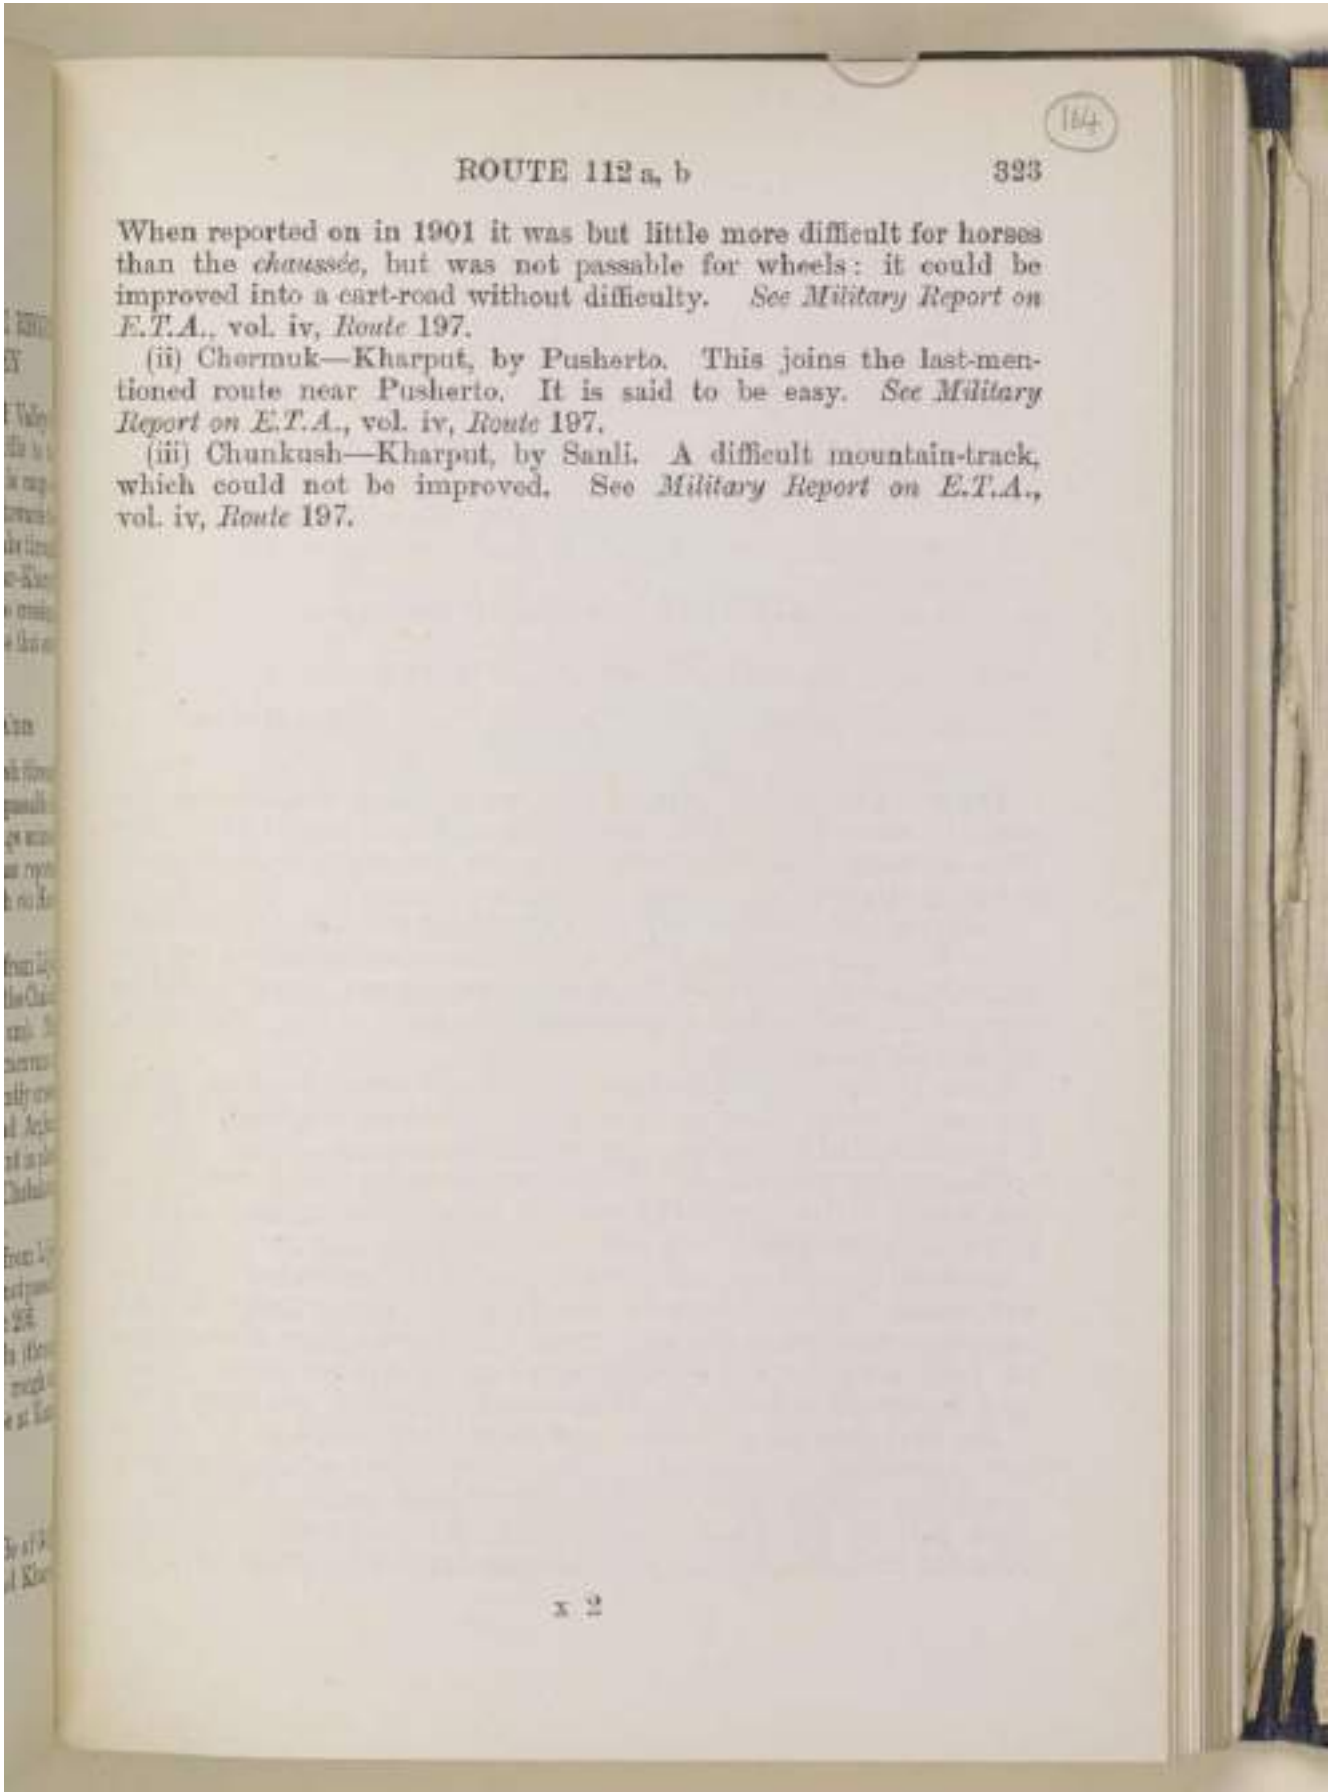 164
ROUTE 112 a, b 323
When reported on in 1901 it was but little more difficult for horses
than the chaussée, but was not passable for wheels: it could be
improved into a cart-road without difficulty. See Military Report on
E.T.A., vol. iv, Route 197.
(ii) Chermuk—Kharput, by Pusherto. This joins the last-men-
tioned route near Pusherto. It is said to be easy. See Military
Report on E.T.A., vol. iv, Route 197.
(iii) Chunkush—Kharput, by Sanli. A difficult mountain-track,
which could not be improved. See Military Report on E.T.A.,
vol. iv, Route 197.
x 2